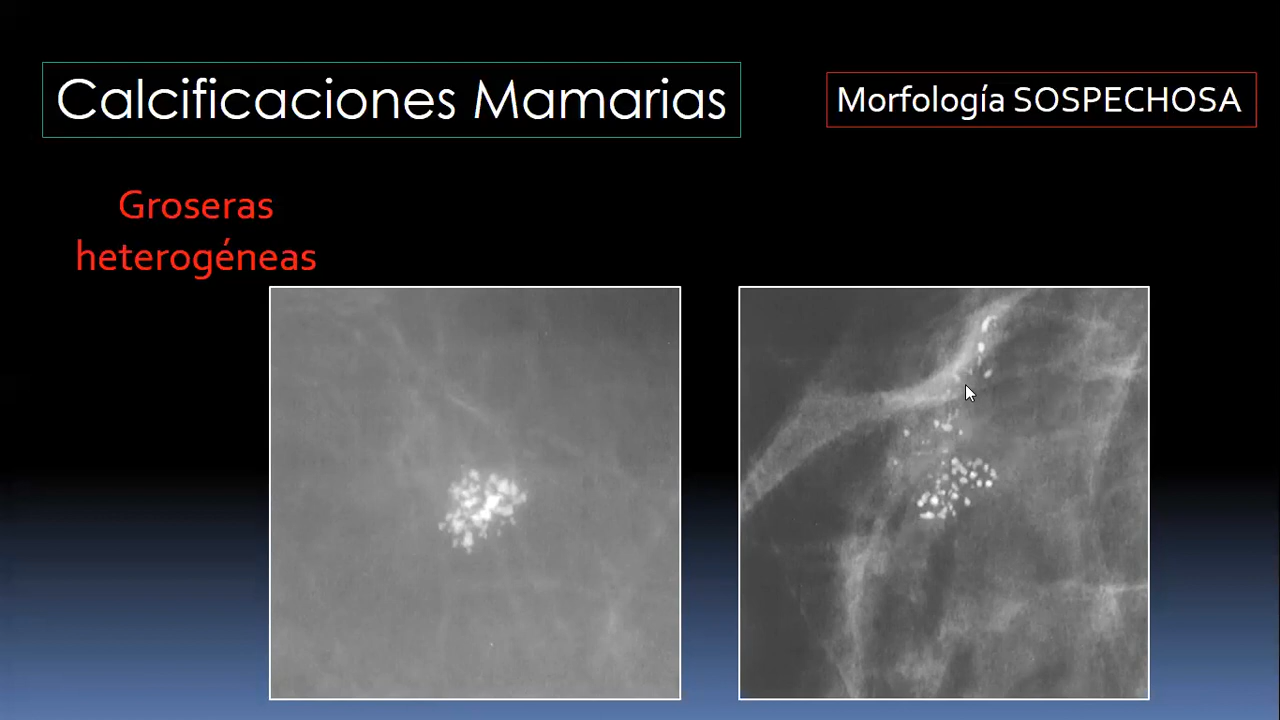 Calcificaciones Mamarias
Morfología SOSPECHOSA
Groseras
heterogéneas